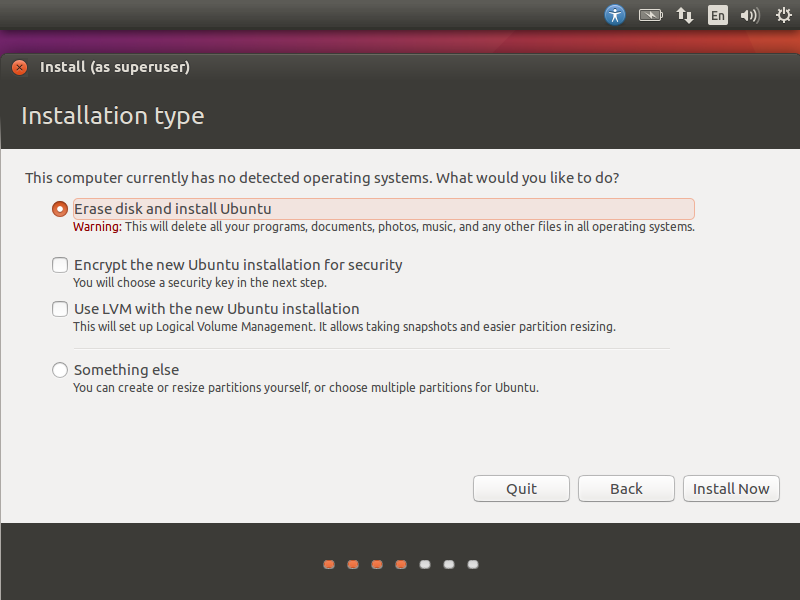 En
Install (as superuser)
Installation type
This computer currently has no detected operating systems. What would you like to do?
Erase disk and install Ubuntu
Warning: This will delete all your programs, documents, photos, music, and any other files in all operating systems.
Encrypt the new Ubuntu installation for security
You will choose a security key in the next step.
Use LVM with the new Ubuntu installation
This will set up Logical Volume Management. It allows taking snapshots and easier partition resizing.
Something else
You can create or resize partitions yourself, or choose multiple partitions for Ubuntu.
Quit Back Install Now